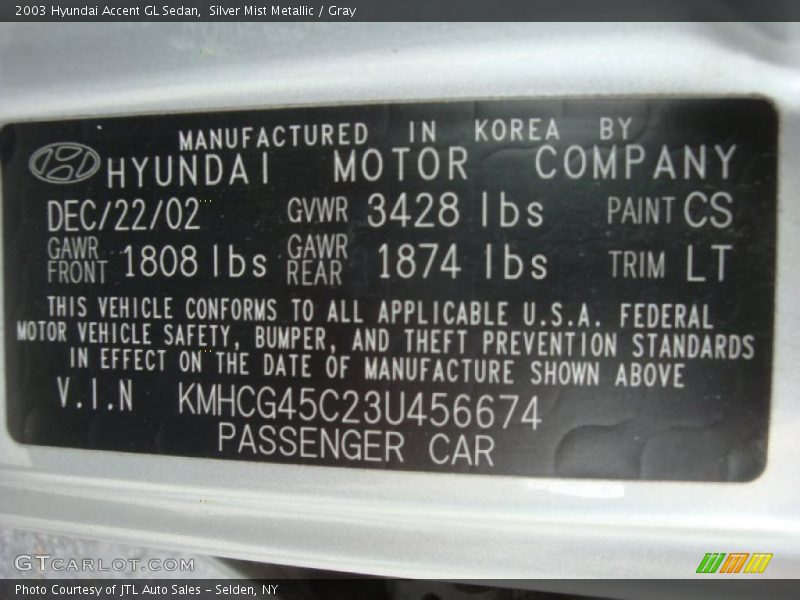 2003 Hyundai Accent GL Sedan,  Silver Mist Metallic / Gray
MANUFACTURED IN KOREA BY
HYUNDAI MOTOR COMPANY
DEC/22/02 GVWR 3428 lbs PAINT CS
GAWR FRONT 1808 lbs GAWR REAR 1874 lbs TRIM LT
THIS VEHICLE CONFORMS TO ALL APPLICABLE U.S.A. FEDERAL
MOTOR VEHICLE SAFETY, BUMPER, AND THEFT PREVENTION STANDARDS
IN EFFECT ON THE DATE OF MANUFACTURE SHOWN ABOVE
V.I.N KMHCG45C23U456674
PASSENGER CAR
GTCARLOT.COM
Photo Courtesy of JTL Auto Sales - Selden, NY